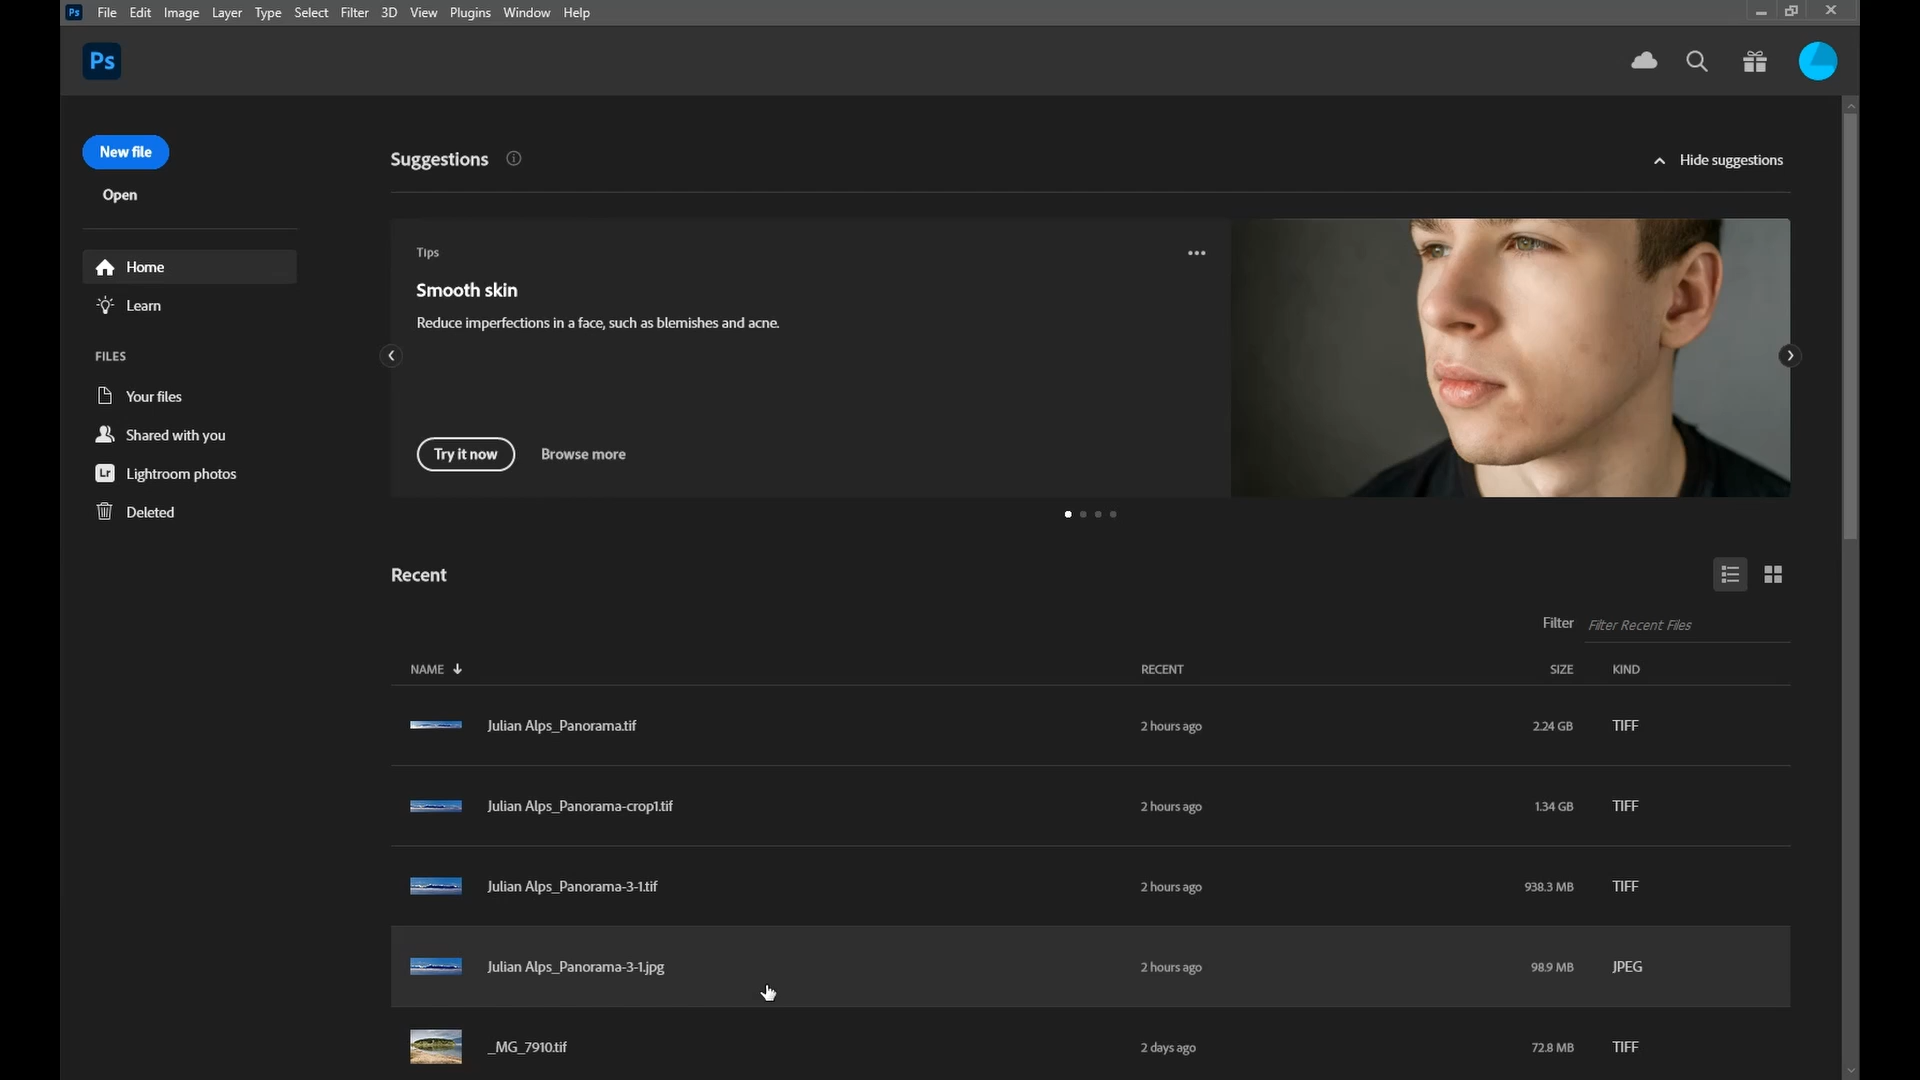 Ps File Edit Image Layer Type Select Filter 3D View Plugins Window Help
Ps
New file
Open
Home
Learn
FILES
Your files
Shared with you
Lr Lightroom photos
Deleted
Suggestions
Hide suggestions
Tips
Smooth skin
Reduce imperfections in a face, such as blemishes and acne.
Try it now Browse more
Recent
Filter Filter Recent Files
NAME RECENT SIZE KIND
Julian Alps_Panorama.tif 2 hours ago 2.24 GB TIFF
Julian Alps_Panorama-crop1.tif 2 hours ago 1.34 GB TIFF
Julian Alps_Panorama-3-1.tif 2 hours ago 938.3 MB TIFF
Julian Alps_Panorama-3-1.jpg 2 hours ago 98.9 MB JPEG
_MG_7910.tif 2 days ago 72.8 MB TIFF